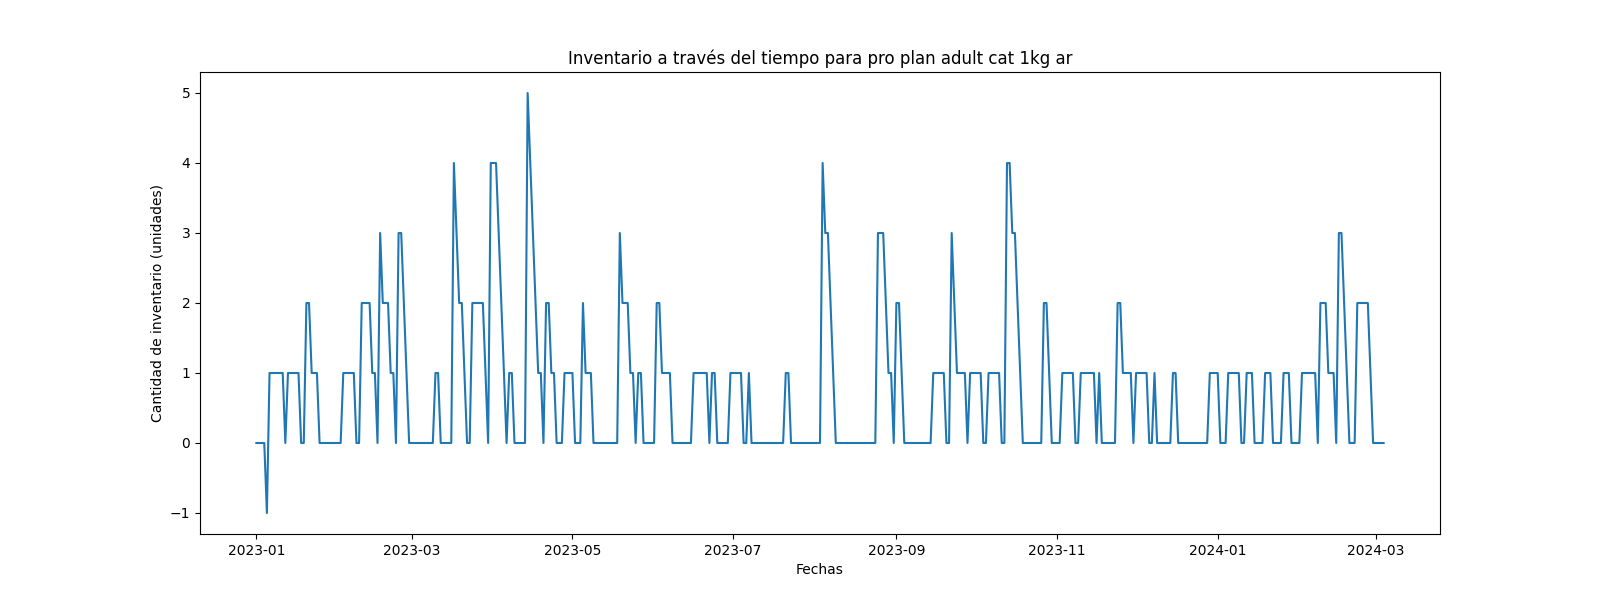 Inventario a través del tiempo para pro plan adult cat 1kg ar
Cantidad de inventario (unidades)
5
4
3
2
1
0
−1
2023-01 2023-03 2023-05 2023-07 2023-09 2023-11 2024-01 2024-03
Fechas